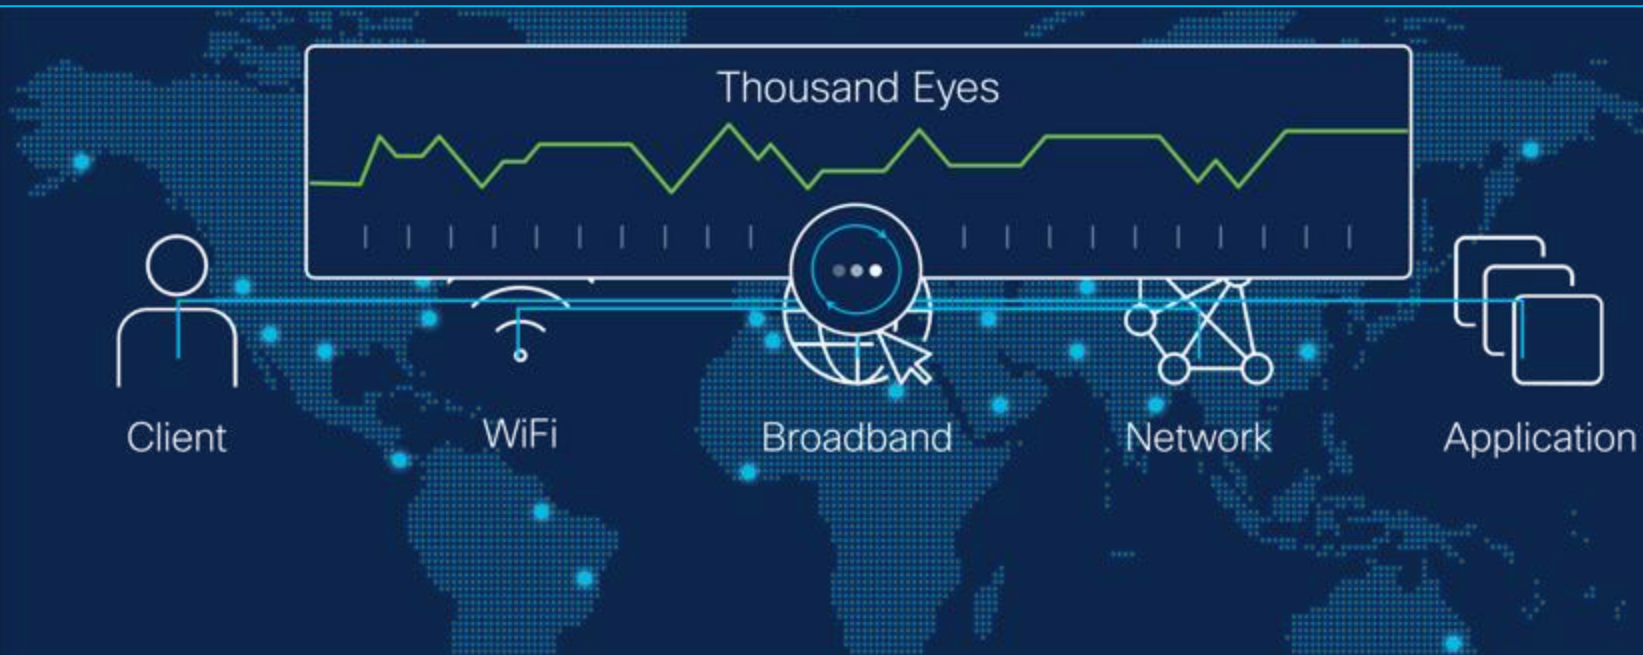 Thousand Eyes
Client
WiFi
Broadband
Network
Application